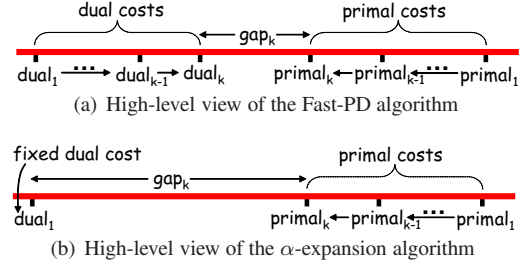 dual costs primal costs
gap_k
dual_1 ... dual_k-1 dual_k primal_k primal_k-1 ... primal_1
(a) High-level view of the Fast-PD algorithm
fixed dual cost primal costs
gap_k
dual_1 primal_k primal_k-1 ... primal_1
(b) High-level view of the α-expansion algorithm